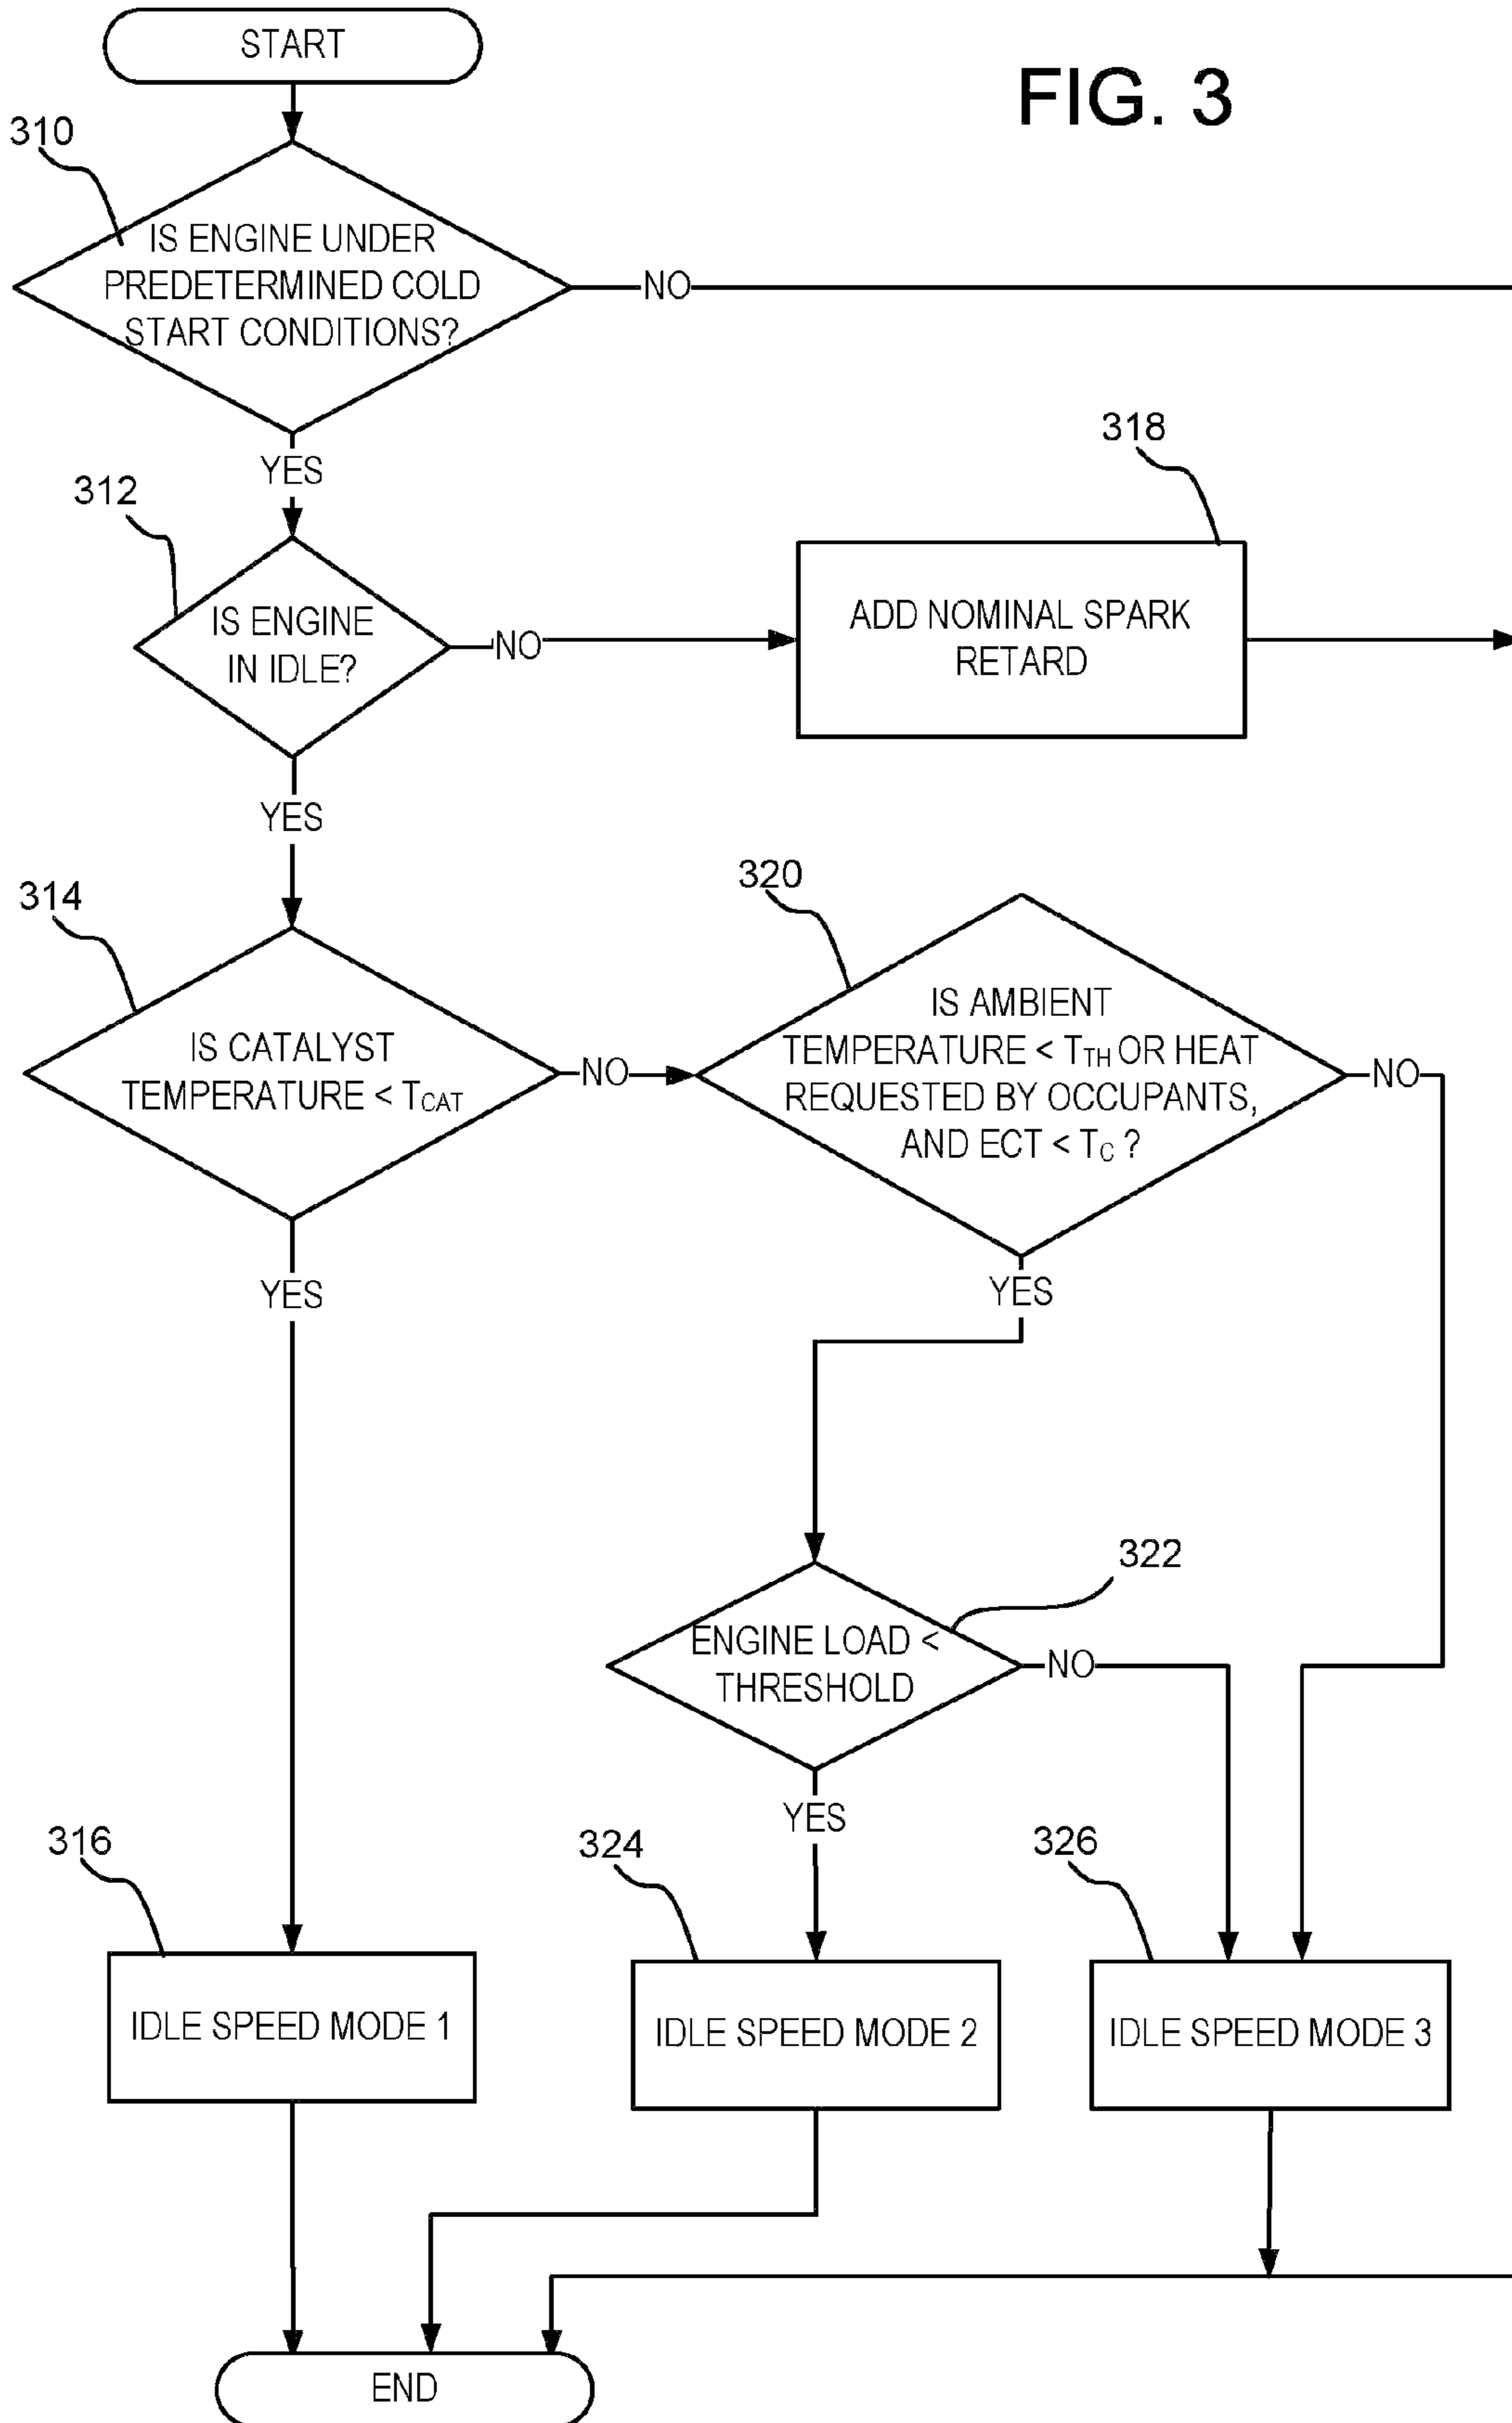 START
FIG. 3
310
IS ENGINE UNDER
PREDETERMINED COLD
START CONDITIONS?
NO
YES
312
318
IS ENGINE
IN IDLE?
NO
ADD NOMINAL SPARK
RETARD
YES
314
320
IS CATALYST
TEMPERATURE < TCAT
NO
IS AMBIENT
TEMPERATURE < TTH OR HEAT
REQUESTED BY OCCUPANTS,
AND ECT < TC ?
NO
YES
YES
322
ENGINE LOAD <
THRESHOLD
NO
YES
316
324
326
IDLE SPEED MODE 1
IDLE SPEED MODE 2
IDLE SPEED MODE 3
END